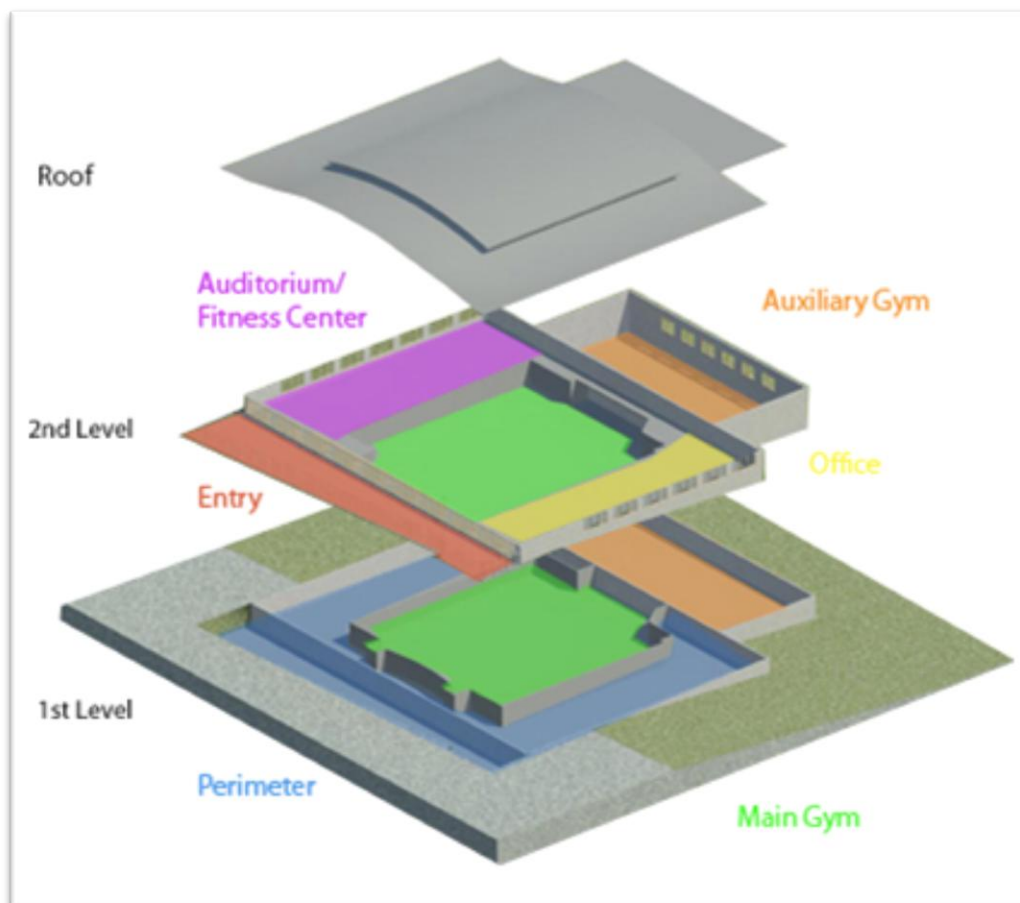 Roof
Auditorium/
Fitness Center
Auxiliary Gym
2nd Level
Office
Entry
1st Level
Perimeter
Main Gym